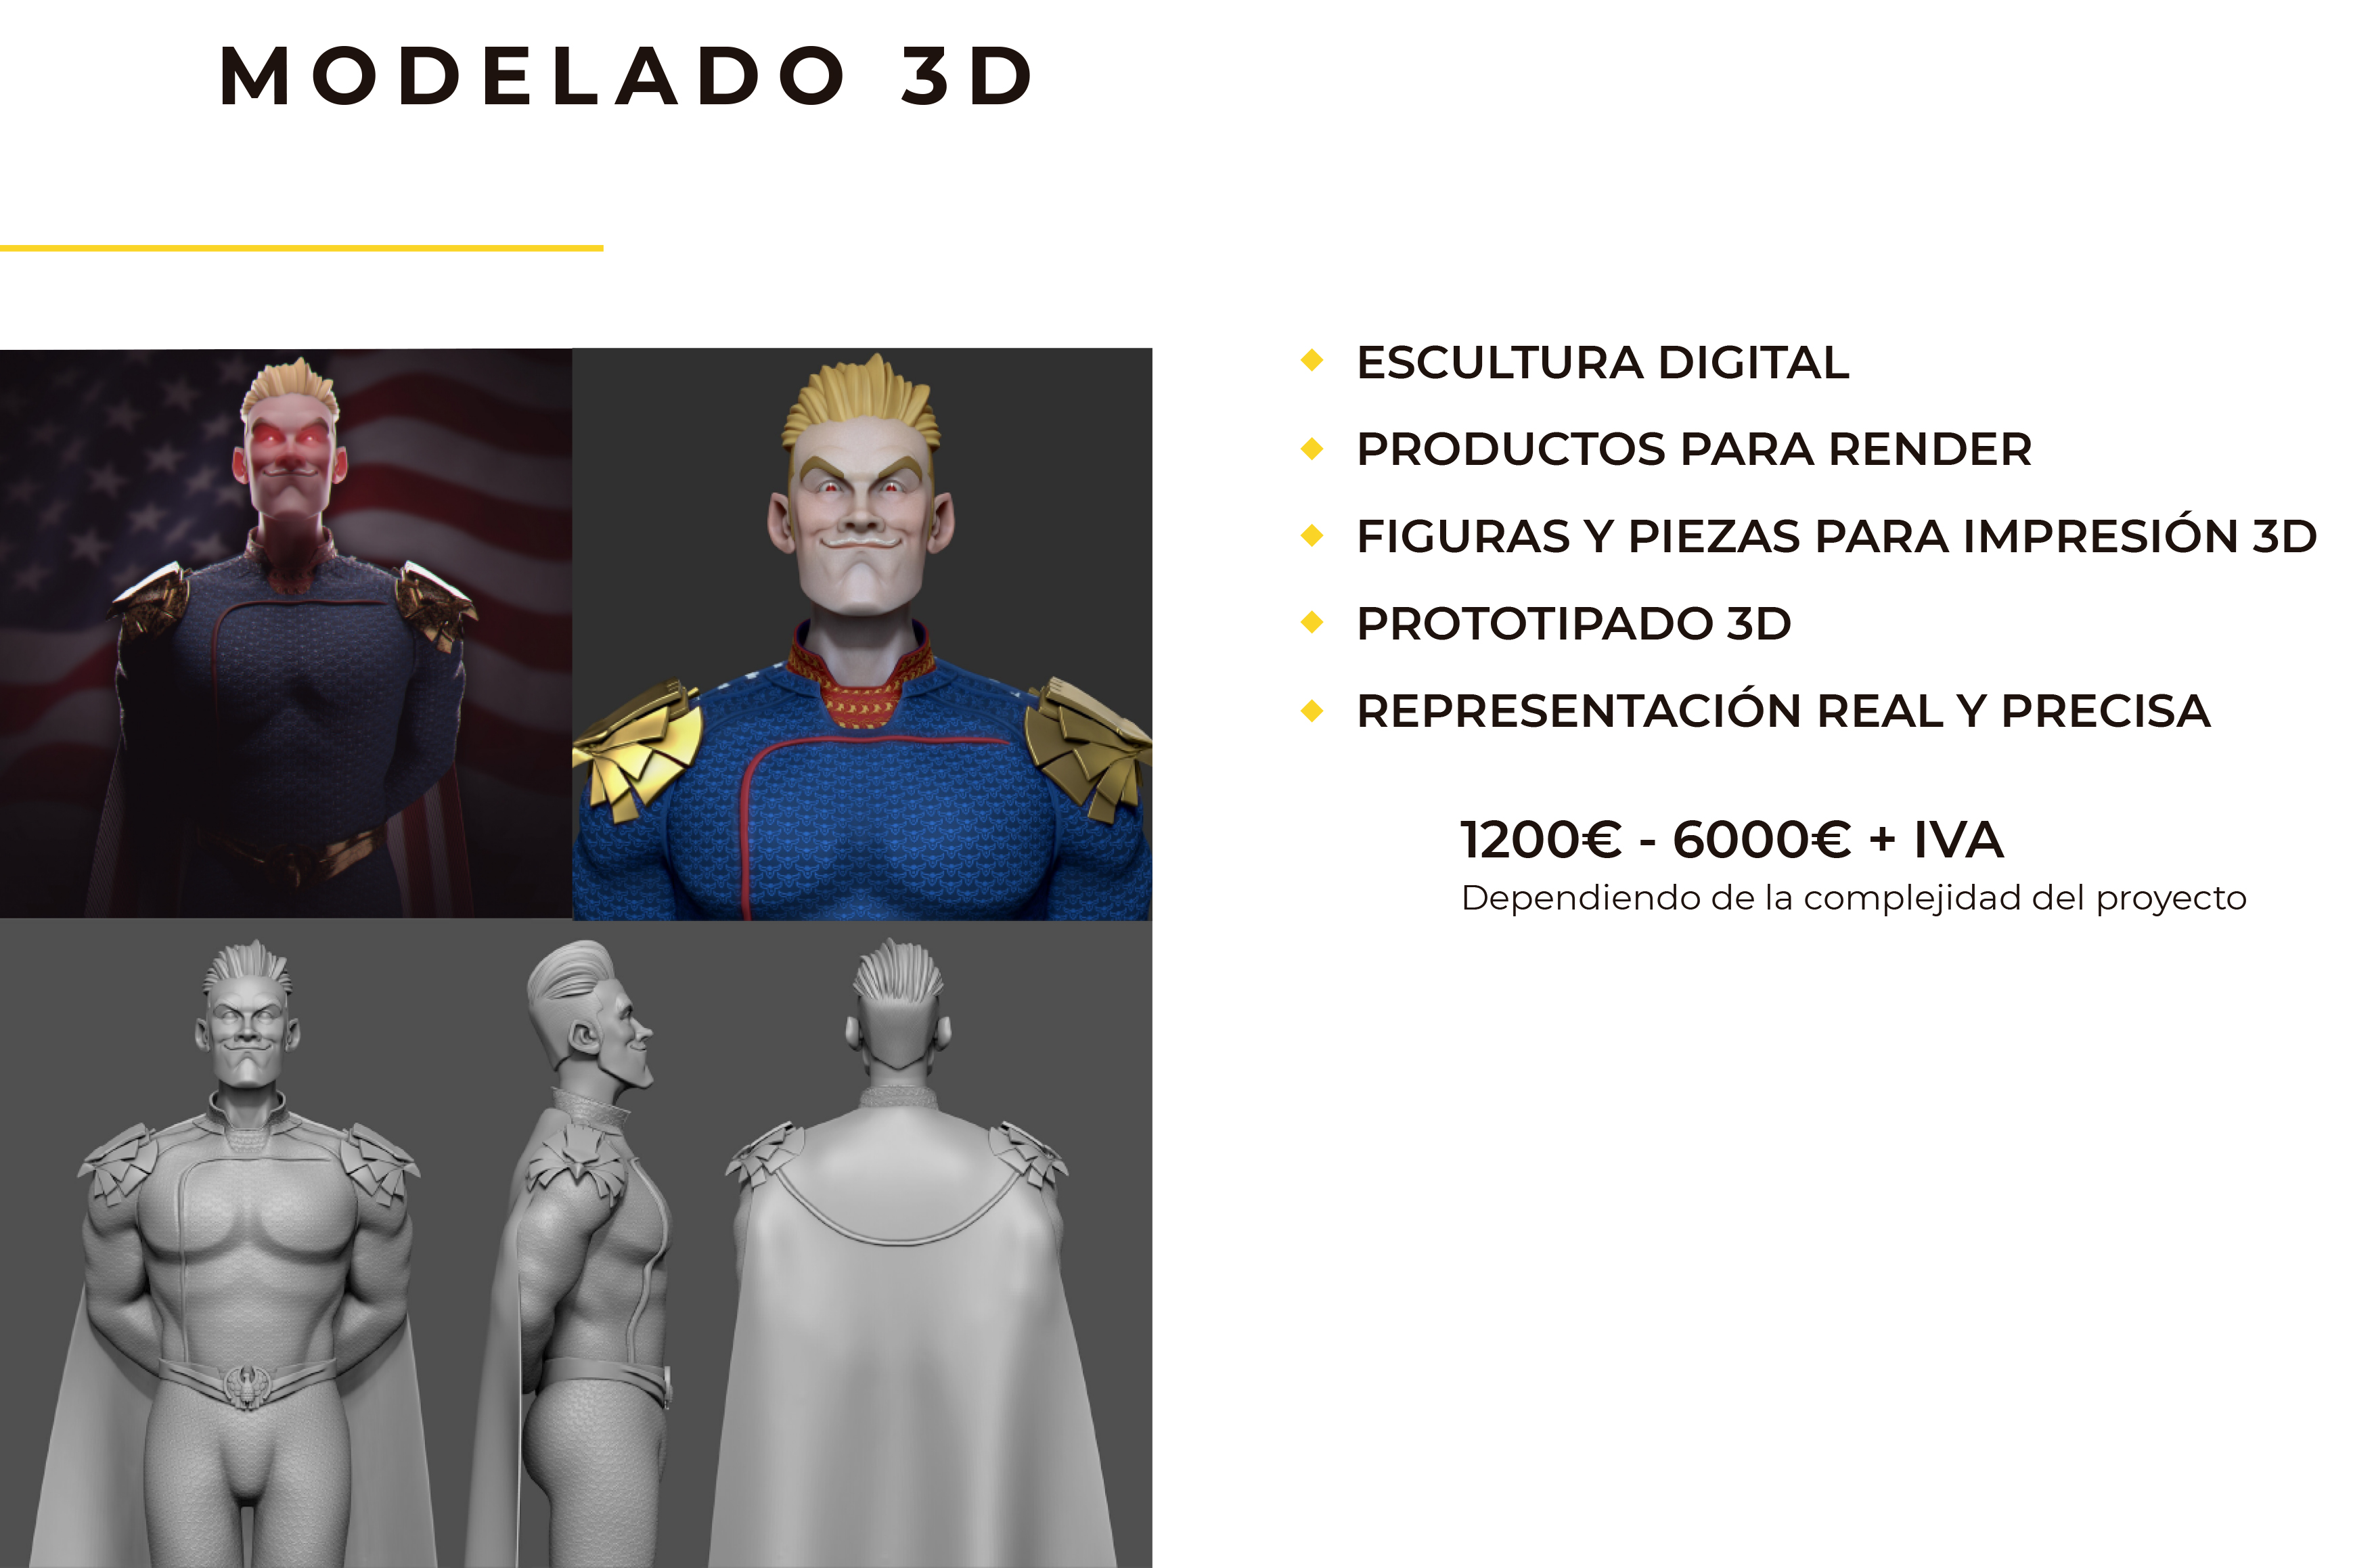 MODELADO 3D
ESCULTURA DIGITAL
PRODUCTOS PARA RENDER
FIGURAS Y PIEZAS PARA IMPRESIÓN 3D
PROTOTIPADO 3D
REPRESENTACIÓN REAL Y PRECISA
1200€ - 6000€ + IVA
Dependiendo de la complejidad del proyecto